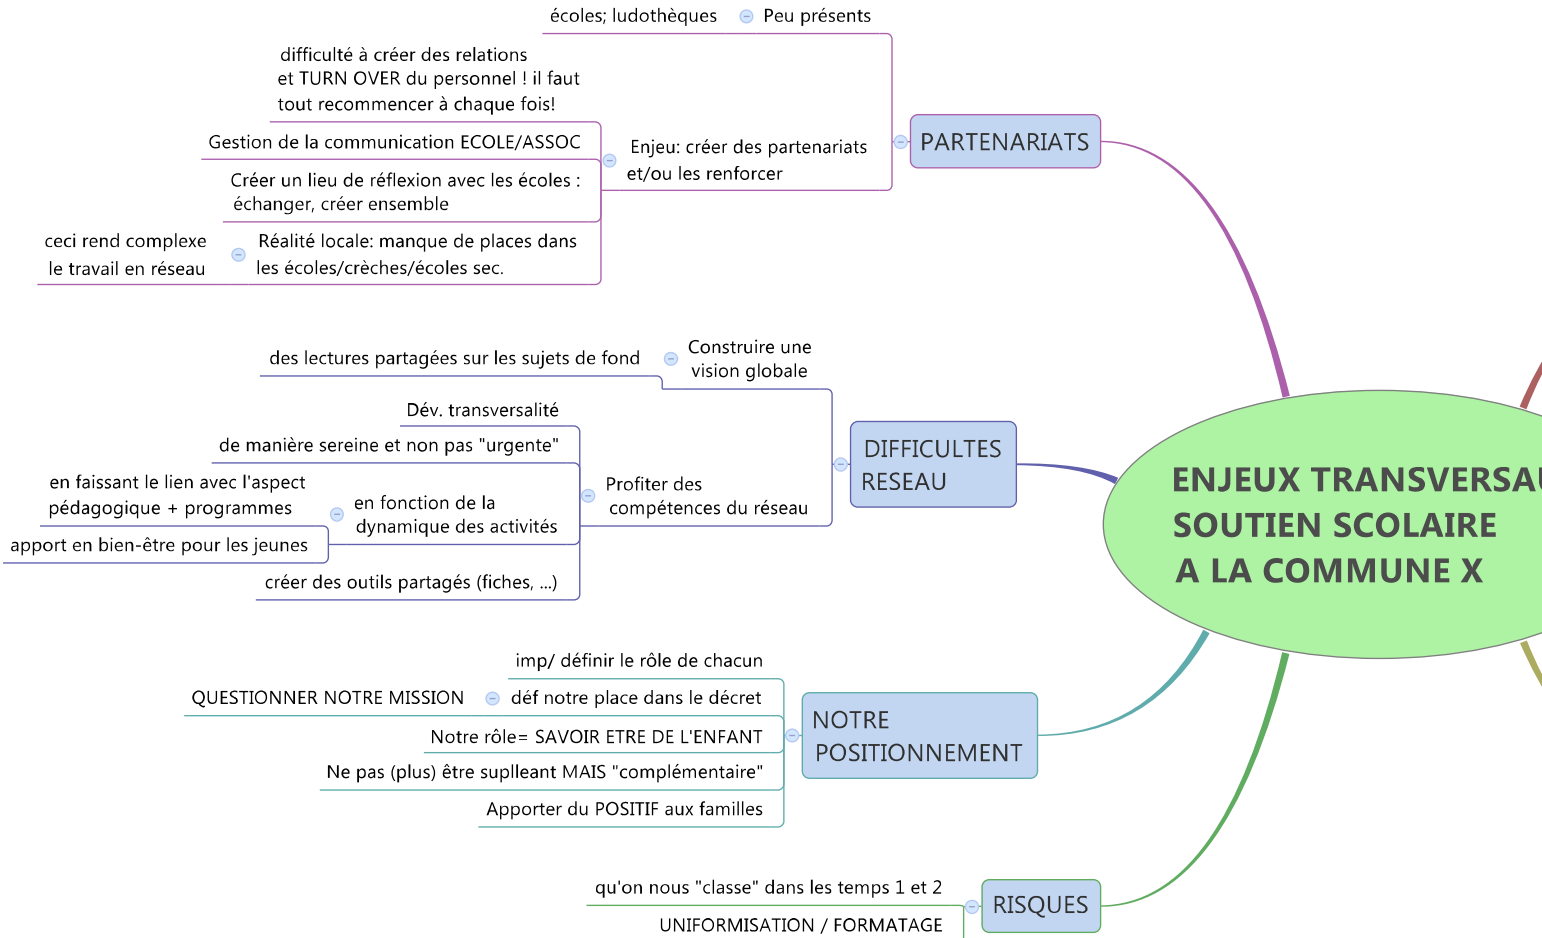 écoles; ludothèques
Peu présents
difficulté à créer des relations
et TURN OVER du personnel ! il faut
tout recommencer à chaque fois!
Gestion de la communication ECOLE/ASSOC
Créer un lieu de réflexion avec les écoles :
échanger, créer ensemble
ceci rend complexe
le travail en réseau
Réalité locale: manque de places dans
les écoles/crèches/écoles sec.
Enjeu: créer des partenariats
et/ou les renforcer
PARTENARIATS
des lectures partagées sur les sujets de fond
Construire une
vision globale
Dév. transversalité
de manière sereine et non pas "urgente"
en faissant le lien avec l'aspect
pédagogique + programmes
apport en bien-être pour les jeunes
en fonction de la
dynamique des activités
créer des outils partagés (fiches, ...)
Profiter des
compétences du réseau
DIFFICULTES
RESEAU
ENJEUX TRANSVERSAU
SOUTIEN SCOLAIRE
A LA COMMUNE X
imp/ définir le rôle de chacun
QUESTIONNER NOTRE MISSION
déf notre place dans le décret
Notre rôle= SAVOIR ETRE DE L'ENFANT
Ne pas (plus) être suplleant MAIS "complémentaire"
Apporter du POSITIF aux familles
NOTRE
POSITIONNEMENT
qu'on nous "classe" dans les temps 1 et 2
UNIFORMISATION / FORMATAGE
RISQUES